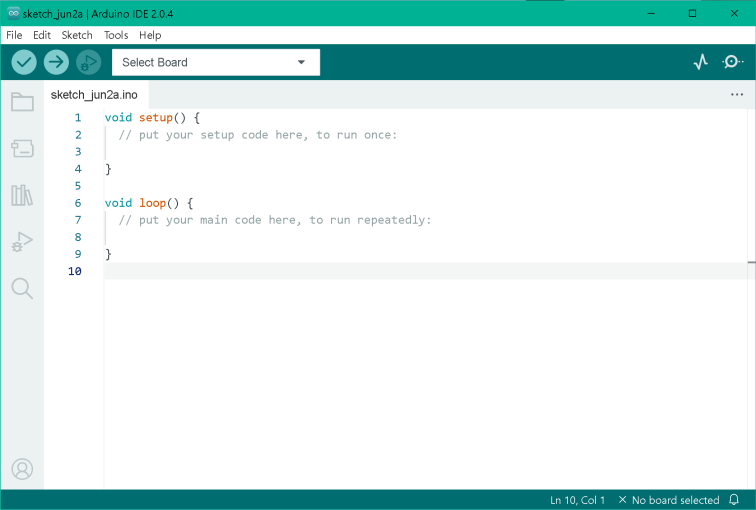 sketch_jun2a | Arduino IDE 2.0.4
File Edit Sketch Tools Help
Select Board
sketch_jun2a.ino
1 void setup() {
2 // put your setup code here, to run once:
3
4 }
5
6 void loop() {
7 // put your main code here, to run repeatedly:
8
9 }
10
Ln 10, Col 1 × No board selected